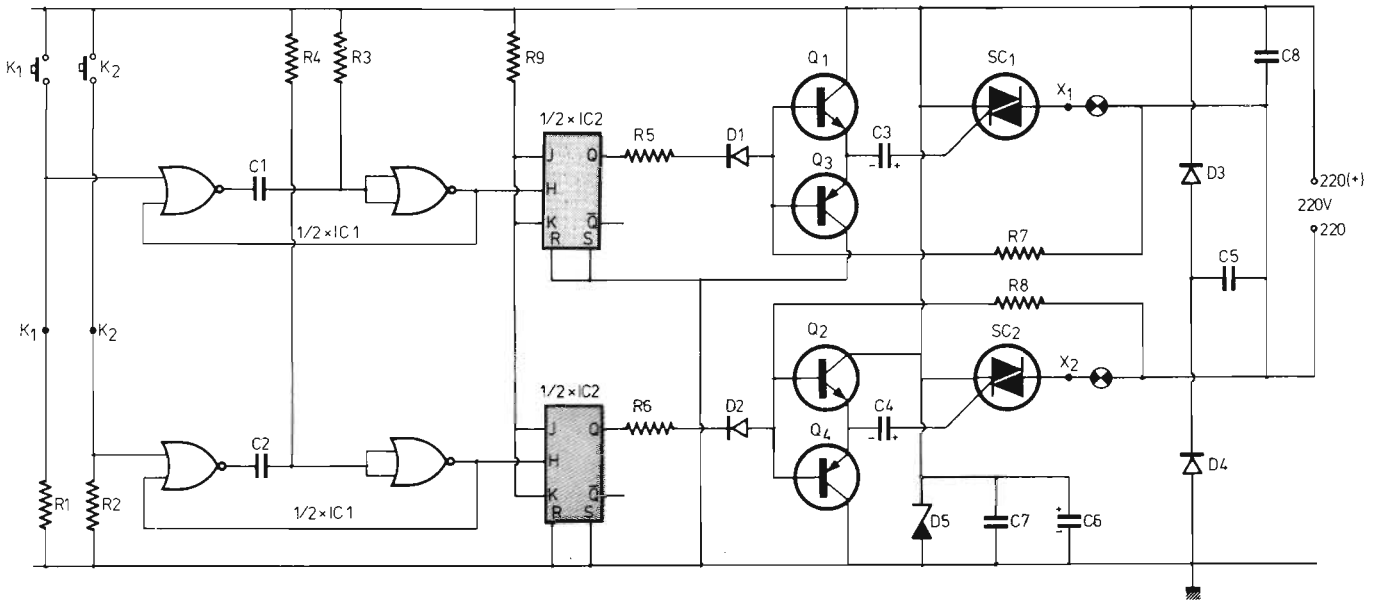 K1
K2
R4
R3
R9
C1
1/2×IC1
1/2×IC2
J
Q
H
K
Q̅
R
S
R5
D1
Q1
Q3
C3
SC1
X1
C8
R7
R8
D3
C5
220(+)
220V
220
K1
K2
R1
R2
C2
1/2×IC1
1/2×IC2
J
Q
H
K
Q̅
R
S
R6
D2
Q2
Q4
C4
SC2
X2
D4
D5
C7
C6
- +
- +
+
-